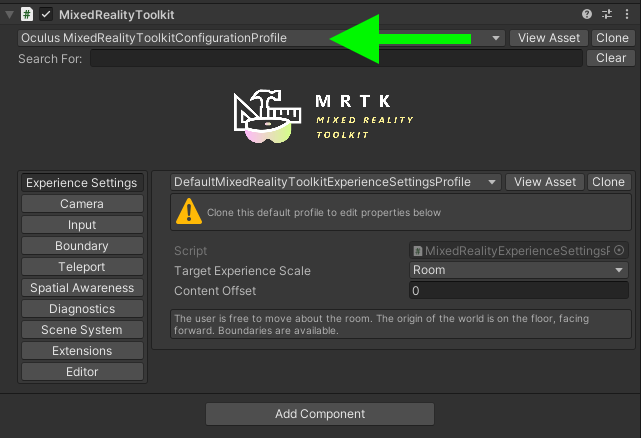 MixedRealityToolkit
Oculus MixedRealityToolkitConfigurationProfile
View Asset
Clone
Search For:
Clear
MRTK
MIXED REALITY
TOOLKIT
Experience Settings
Camera
Input
Boundary
Teleport
Spatial Awareness
Diagnostics
Scene System
Extensions
Editor
DefaultMixedRealityToolkitExperienceSettingsProfile
View Asset
Clone
Clone this default profile to edit properties below
Script
MixedRealityExperienceSettingsP
Target Experience Scale
Room
Content Offset
0
The user is free to move about the room. The origin of the world is on the floor, facing
forward. Boundaries are available.
Add Component